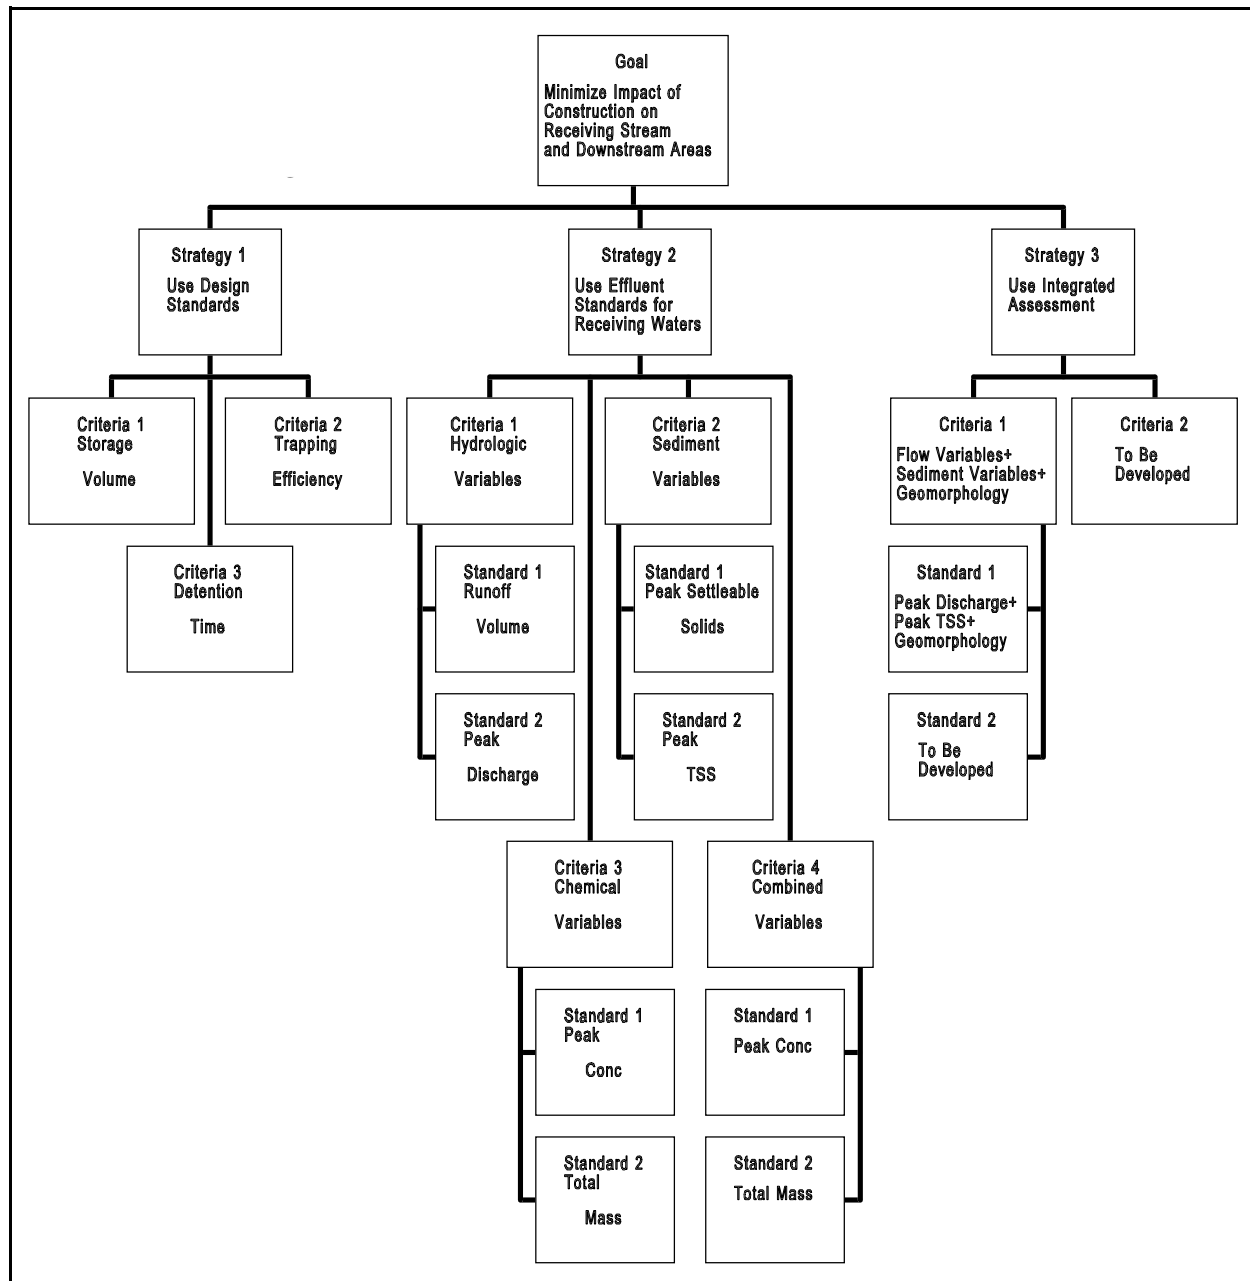 Goal
Minimize Impact of
Construction on
Receiving Stream
and Downstream Areas
Strategy 1
Use Design
Standards
Strategy 2
Use Effluent
Standards for
Receiving Waters
Strategy 3
Use Integrated
Assessment
Criteria 1
Storage
Volume
Criteria 2
Trapping
Efficiency
Criteria 3
Detention
Time
Criteria 1
Hydrologic
Variables
Standard 1
Runoff
Volume
Standard 2
Peak
Discharge
Criteria 2
Sediment
Variables
Standard 1
Peak Settleable
Solids
Standard 2
Peak
TSS
Criteria 3
Chemical
Variables
Standard 1
Peak
Conc
Standard 2
Total
Mass
Criteria 4
Combined
Variables
Standard 1
Peak Conc
Standard 2
Total Mass
Criteria 1
Flow Variables+
Sediment Variables+
Geomorphology
Standard 1
Peak Discharge+
Peak TSS+
Geomorphology
Standard 2
To Be
Developed
Criteria 2
To Be
Developed